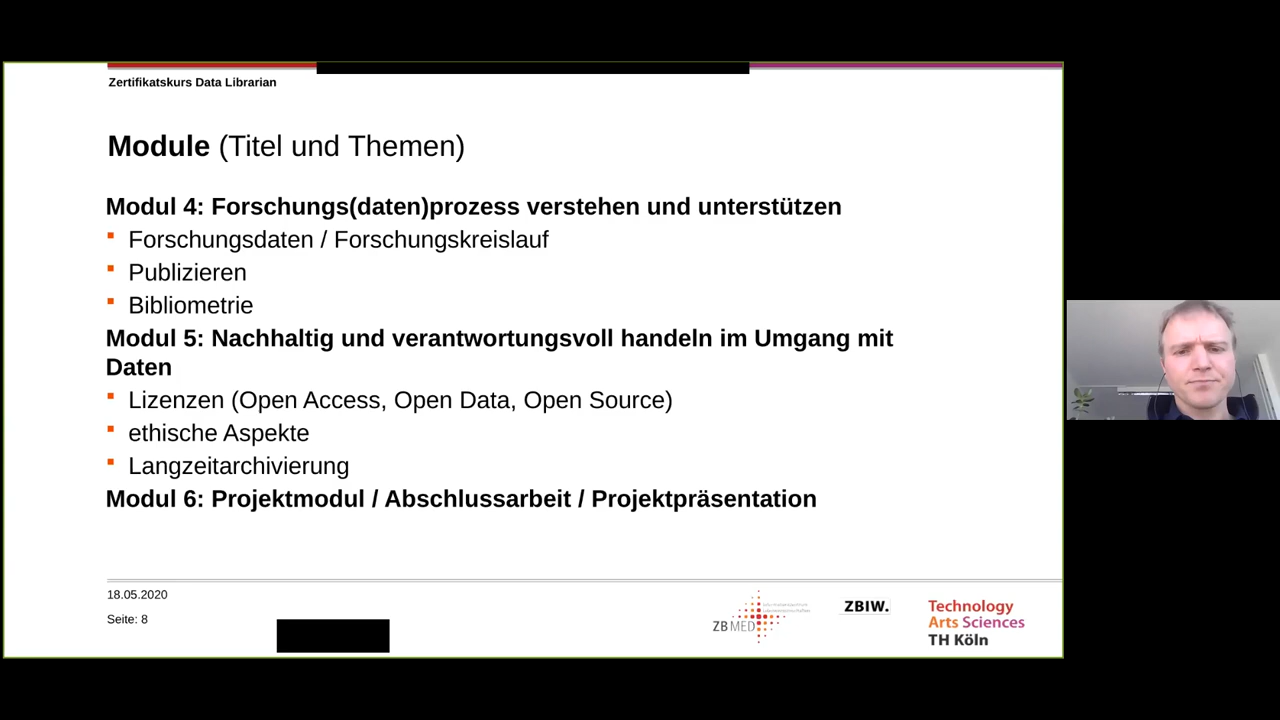 Zertifikatskurs Data Librarian
Module (Titel und Themen)
Modul 4: Forschungs(daten)prozess verstehen und unterstützen
Forschungsdaten / Forschungskreislauf
Publizieren
Bibliometrie
Modul 5: Nachhaltig und verantwortungsvoll handeln im Umgang mit
Daten
Lizenzen (Open Access, Open Data, Open Source)
ethische Aspekte
Langzeitarchivierung
Modul 6: Projektmodul / Abschlussarbeit / Projektpräsentation
18.05.2020
Seite: 8
ZB MED
ZBIW.
Technology
Arts Sciences
TH Köln